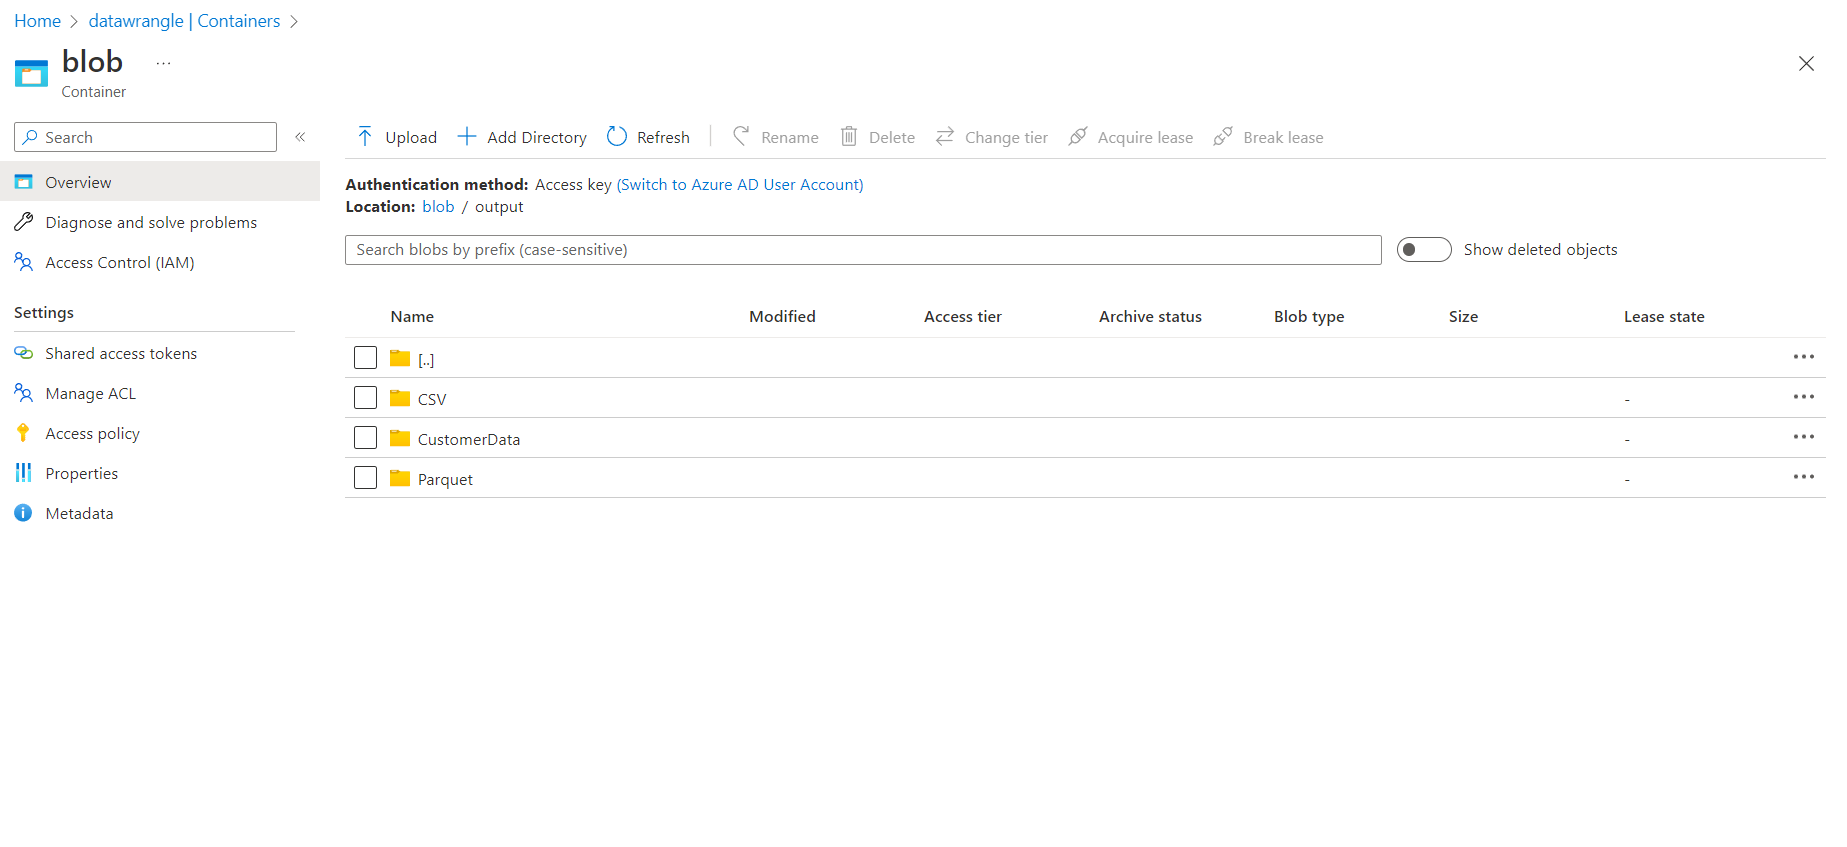 Home > datawrangle | Containers >
blob ...
Container
Search «
Upload Add Directory Refresh Rename Delete Change tier Acquire lease Break lease
Overview
Diagnose and solve problems
Access Control (IAM)
Settings
Shared access tokens
Manage ACL
Access policy
Properties
Metadata
Authentication method: Access key (Switch to Azure AD User Account)
Location: blob / output
Search blobs by prefix (case-sensitive) Show deleted objects
Name Modified Access tier Archive status Blob type Size Lease state
[..] ...
CSV - ...
CustomerData - ...
Parquet - ...